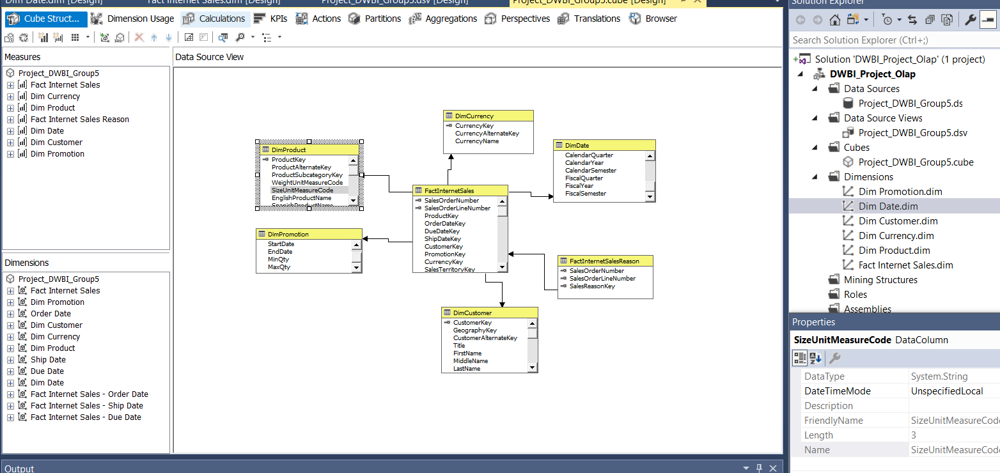 Dim Date.dim [Design]
Fact Internet Sales.dim [Design]
Project_DWBI_Group5.dsv [Design]
Project_DWBI_Group5.cube [Design]
Cube Struct...
Dimension Usage
Calculations
KPIs
Actions
Partitions
Aggregations
Perspectives
Translations
Browser
Measures
Project_DWBI_Group5
Fact Internet Sales
Dim Currency
Dim Product
Fact Internet Sales Reason
Dim Date
Dim Customer
Dim Promotion
Dimensions
Project_DWBI_Group5
Fact Internet Sales
Dim Promotion
Order Date
Dim Customer
Dim Currency
Dim Product
Ship Date
Due Date
Dim Date
Fact Internet Sales - Order Date
Fact Internet Sales - Ship Date
Fact Internet Sales - Due Date
Data Source View
DimCurrency
CurrencyKey
CurrencyAlternateKey
CurrencyName
DimProduct
ProductKey
ProductAlternateKey
ProductSubcategoryKey
WeightUnitMeasureCode
SizeUnitMeasureCode
EnglishProductName
SpanishProductName
DimDate
CalendarQuarter
CalendarYear
CalendarSemester
FiscalQuarter
FiscalYear
FiscalSemester
FactInternetSales
SalesOrderNumber
SalesOrderLineNumber
ProductKey
OrderDateKey
DueDateKey
ShipDateKey
CustomerKey
PromotionKey
CurrencyKey
SalesTerritoryKey
DimPromotion
StartDate
EndDate
MinQty
MaxQty
FactInternetSalesReason
SalesOrderNumber
SalesOrderLineNumber
SalesReasonKey
DimCustomer
CustomerKey
GeographyKey
CustomerAlternateKey
Title
FirstName
MiddleName
LastName
Output
Solution Explorer
Search Solution Explorer (Ctrl+;)
Solution 'DWBI_Project_Olap' (1 project)
DWBI_Project_Olap
Data Sources
Project_DWBI_Group5.ds
Data Source Views
Project_DWBI_Group5.dsv
Cubes
Project_DWBI_Group5.cube
Dimensions
Dim Promotion.dim
Dim Date.dim
Dim Customer.dim
Dim Currency.dim
Dim Product.dim
Fact Internet Sales.dim
Mining Structures
Roles
Assemblies
Properties
SizeUnitMeasureCode DataColumn
DataType System.String
DateTimeMode UnspecifiedLocal
Description
FriendlyName SizeUnitMeasureCod
Length 3
Name SizeUnitMeasureCod